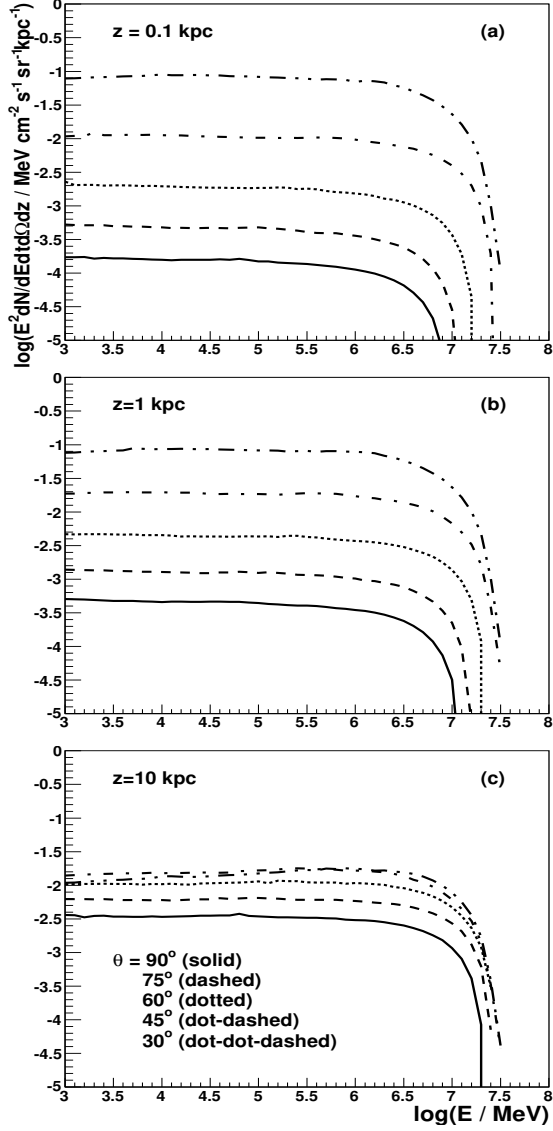 log(E²dN/dEdtdΩdz / MeV cm⁻² s⁻¹ sr⁻¹kpc⁻¹)
z = 0.1 kpc
(a)
0
-0.5
-1
-1.5
-2
-2.5
-3
-3.5
-4
-4.5
-5
3 3.5 4 4.5 5 5.5 6 6.5 7 7.5 8
z=1 kpc
(b)
0
-0.5
-1
-1.5
-2
-2.5
-3
-3.5
-4
-4.5
-5
3 3.5 4 4.5 5 5.5 6 6.5 7 7.5 8
z=10 kpc
(c)
0
-0.5
-1
-1.5
-2
-2.5
-3
-3.5
-4
-4.5
-5
θ = 90° (solid)
75° (dashed)
60° (dotted)
45° (dot-dashed)
30° (dot-dot-dashed)
3 3.5 4 4.5 5 5.5 6 6.5 7 7.5 8
log(E / MeV)